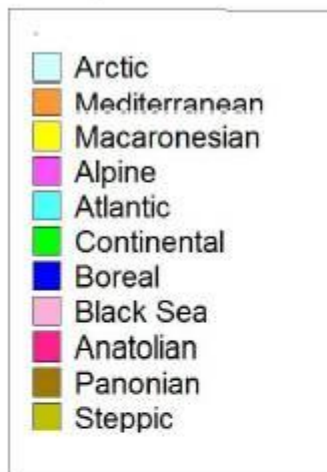 Arctic
Mediterranean
Macaronesian
Alpine
Atlantic
Continental
Boreal
Black Sea
Anatolian
Panonian
Steppic